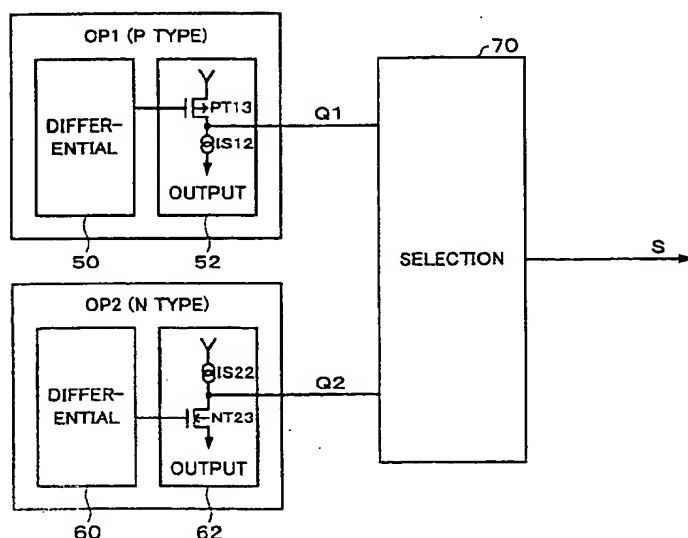 OP1 (P TYPE)
DIFFER-
ENTIAL
PT13
IS12
OUTPUT
50
52
Q1
70
SELECTION
S
OP2 (N TYPE)
DIFFER-
ENTIAL
IS22
NT23
OUTPUT
60
62
Q2